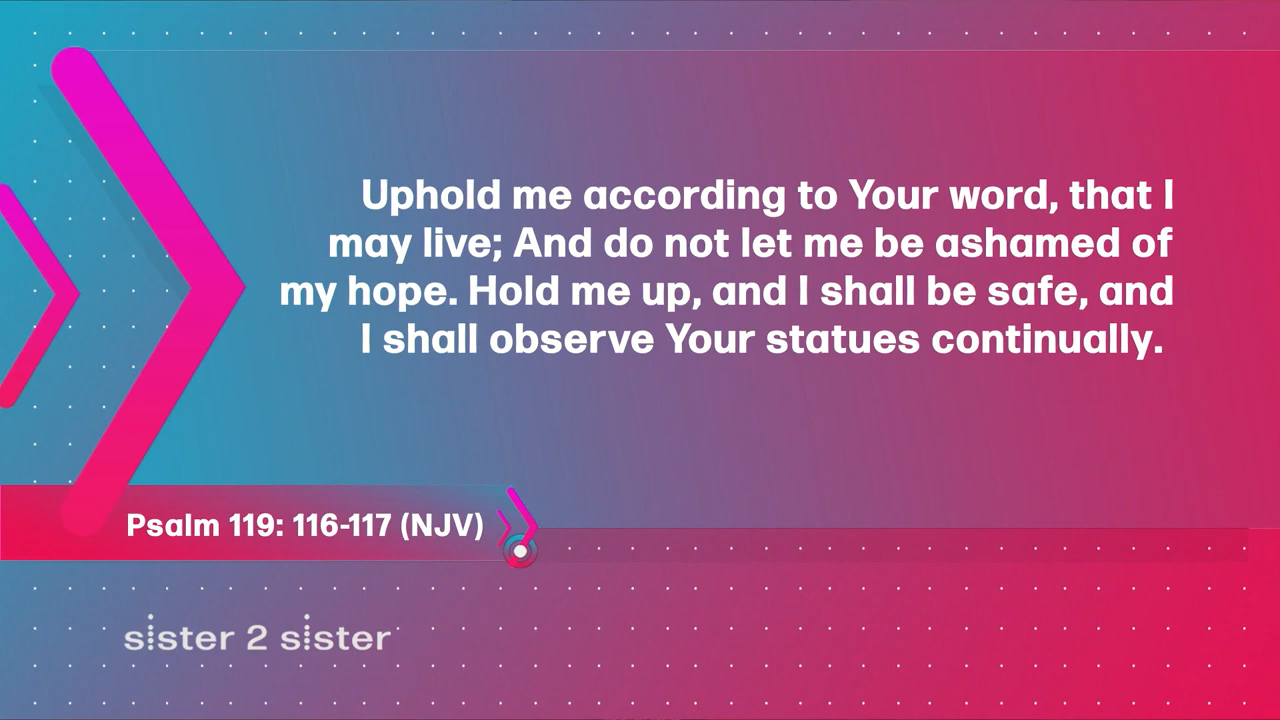 Uphold me according to Your word, that I
may live; And do not let me be ashamed of
my hope. Hold me up, and I shall be safe, and
I shall observe Your statues continually.
Psalm 119: 116-117 (NJV)
sister 2 sister